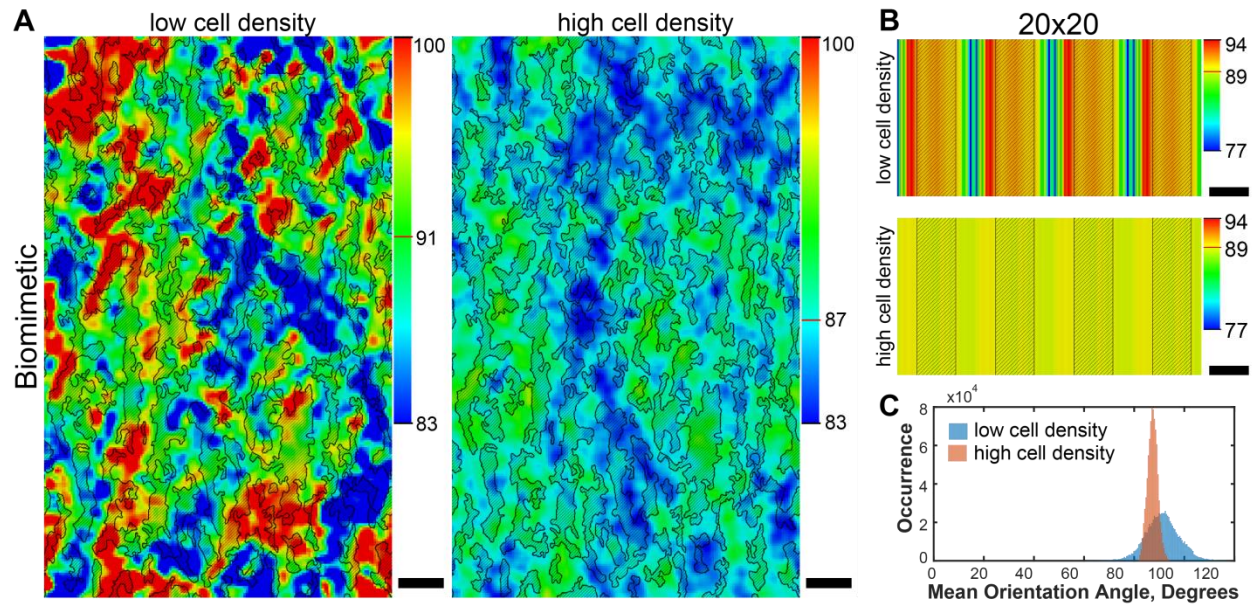 A
low cell density
high cell density
Biomimetic
100
91
83
100
87
83
B
20x20
low cell density
94
89
77
high cell density
94
89
77
C
x10⁴
8
6
4
2
0
Occurrence
low cell density
high cell density
0 20 40 60 80 100 120
Mean Orientation Angle, Degrees